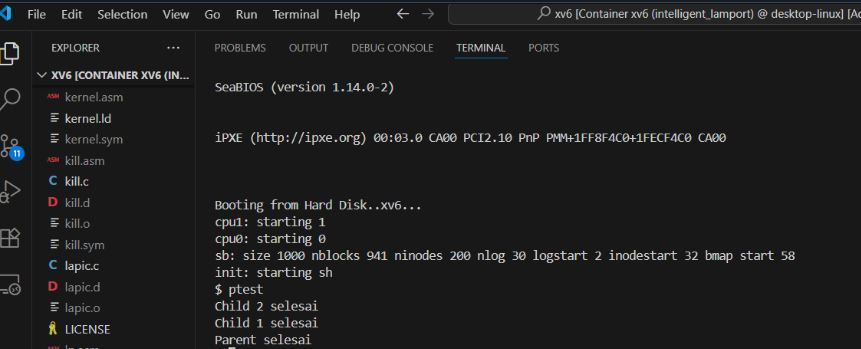 File Edit Selection View Go Run Terminal Help
xv6 [Container xv6 (intelligent_lamport) @ desktop-linux]
EXPLORER
XV6 [CONTAINER XV6 (IN...
ASM kernel.asm
kernel.ld
kernel.sym
ASM kill.asm
C kill.c
D kill.d
kill.o
kill.sym
C lapic.c
D lapic.d
lapic.o
LICENSE
11
PROBLEMS OUTPUT DEBUG CONSOLE TERMINAL PORTS
SeaBIOS (version 1.14.0-2)
iPXE (http://ipxe.org) 00:03.0 CA00 PCI2.10 PnP PMM+1FF8F4C0+1FECF4C0 CA00
Booting from Hard Disk..xv6...
cpu1: starting 1
cpu0: starting 0
sb: size 1000 nblocks 941 ninodes 200 nlog 30 logstart 2 inodestart 32 bmap start 58
init: starting sh
$ ptest
Child 2 selesai
Child 1 selesai
Parent selesai